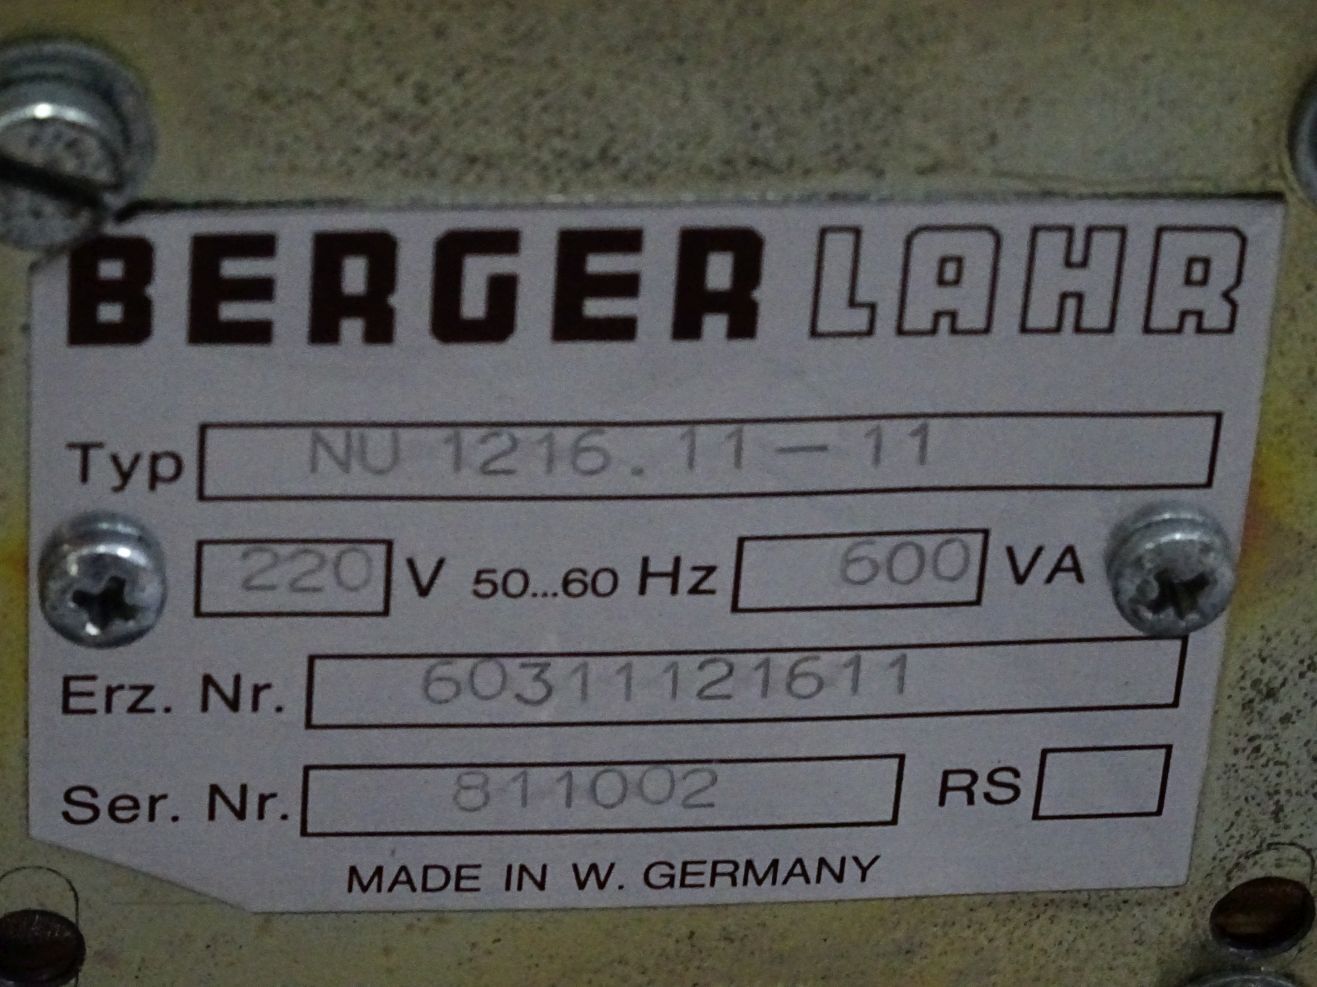 BERGER LAHR
Typ NU 1216.11-11
220 V 50...60 Hz 600 VA
Erz. Nr. 60311121611
Ser. Nr. 811002 RS
MADE IN W. GERMANY